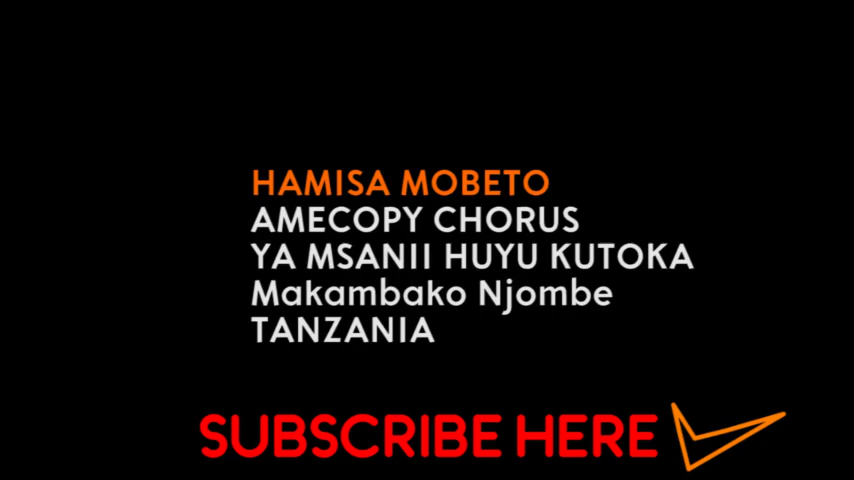 HAMISA MOBETO
AMECOPY CHORUS
YA MSANII HUYU KUTOKA
Makambako Njombe
TANZANIA
SUBSCRIBE HERE